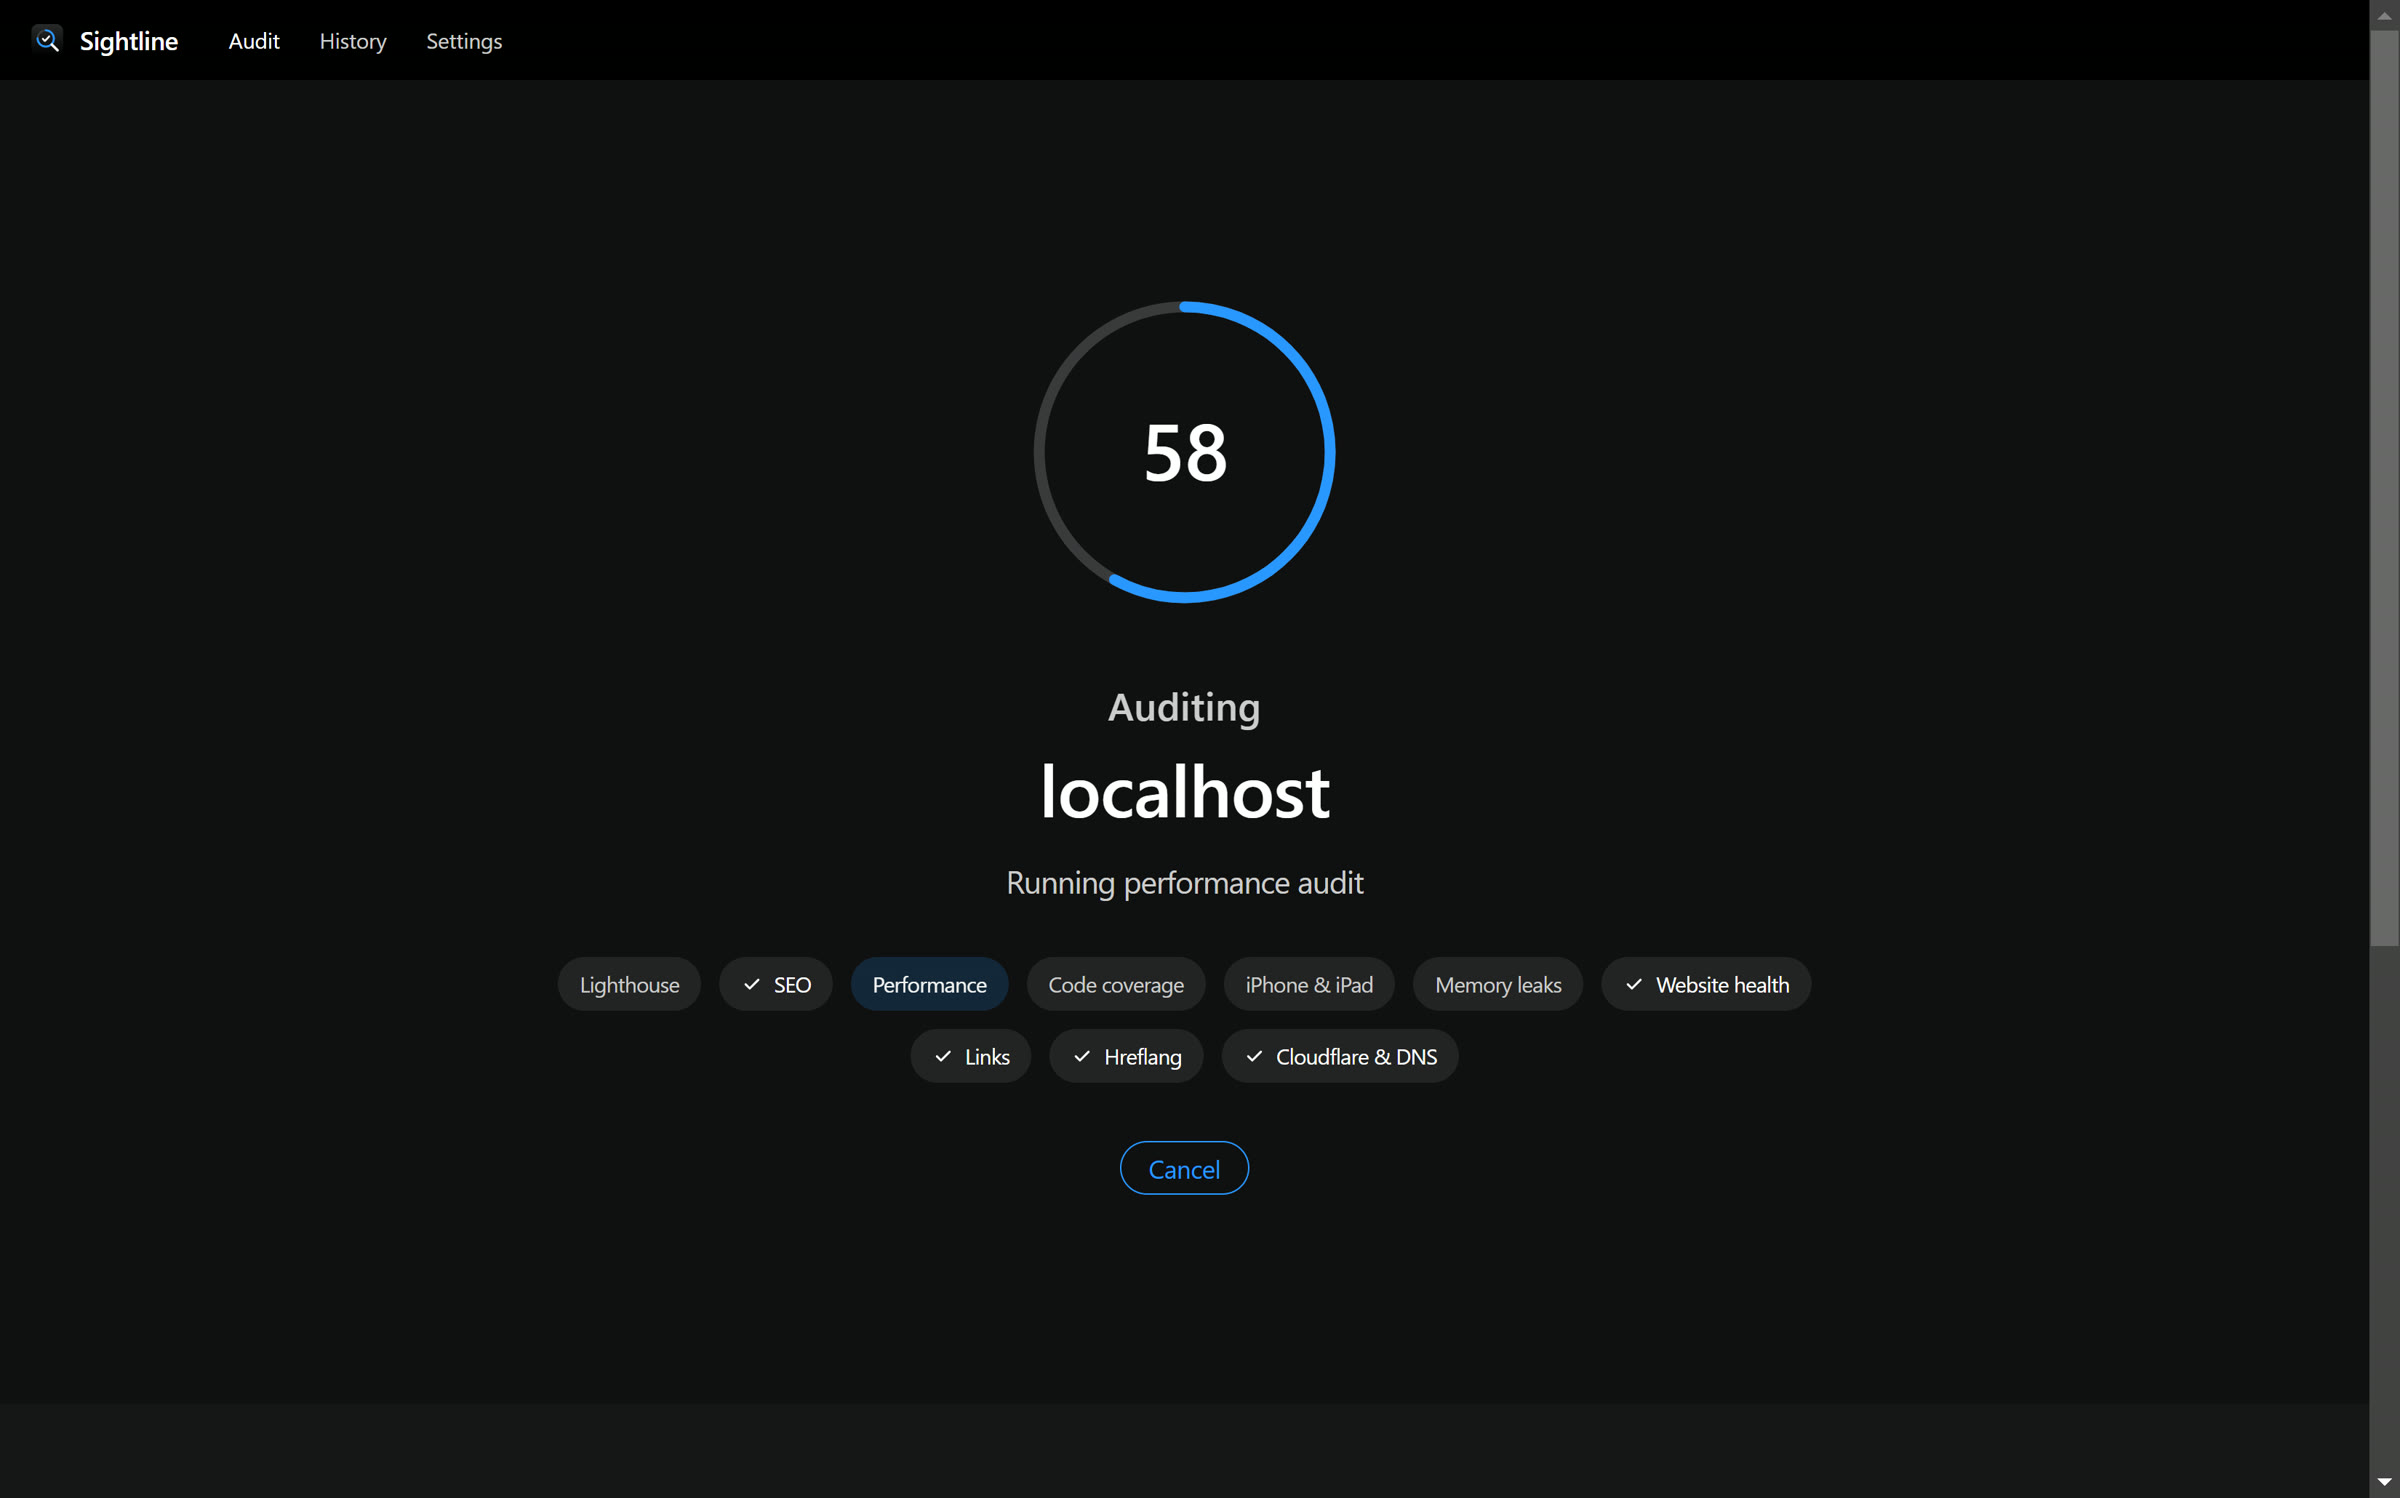 Sightline Audit History Settings
58
Auditing
localhost
Running performance audit
Lighthouse SEO Performance Code coverage iPhone & iPad Memory leaks Website health
Links Hreflang Cloudflare & DNS
Cancel